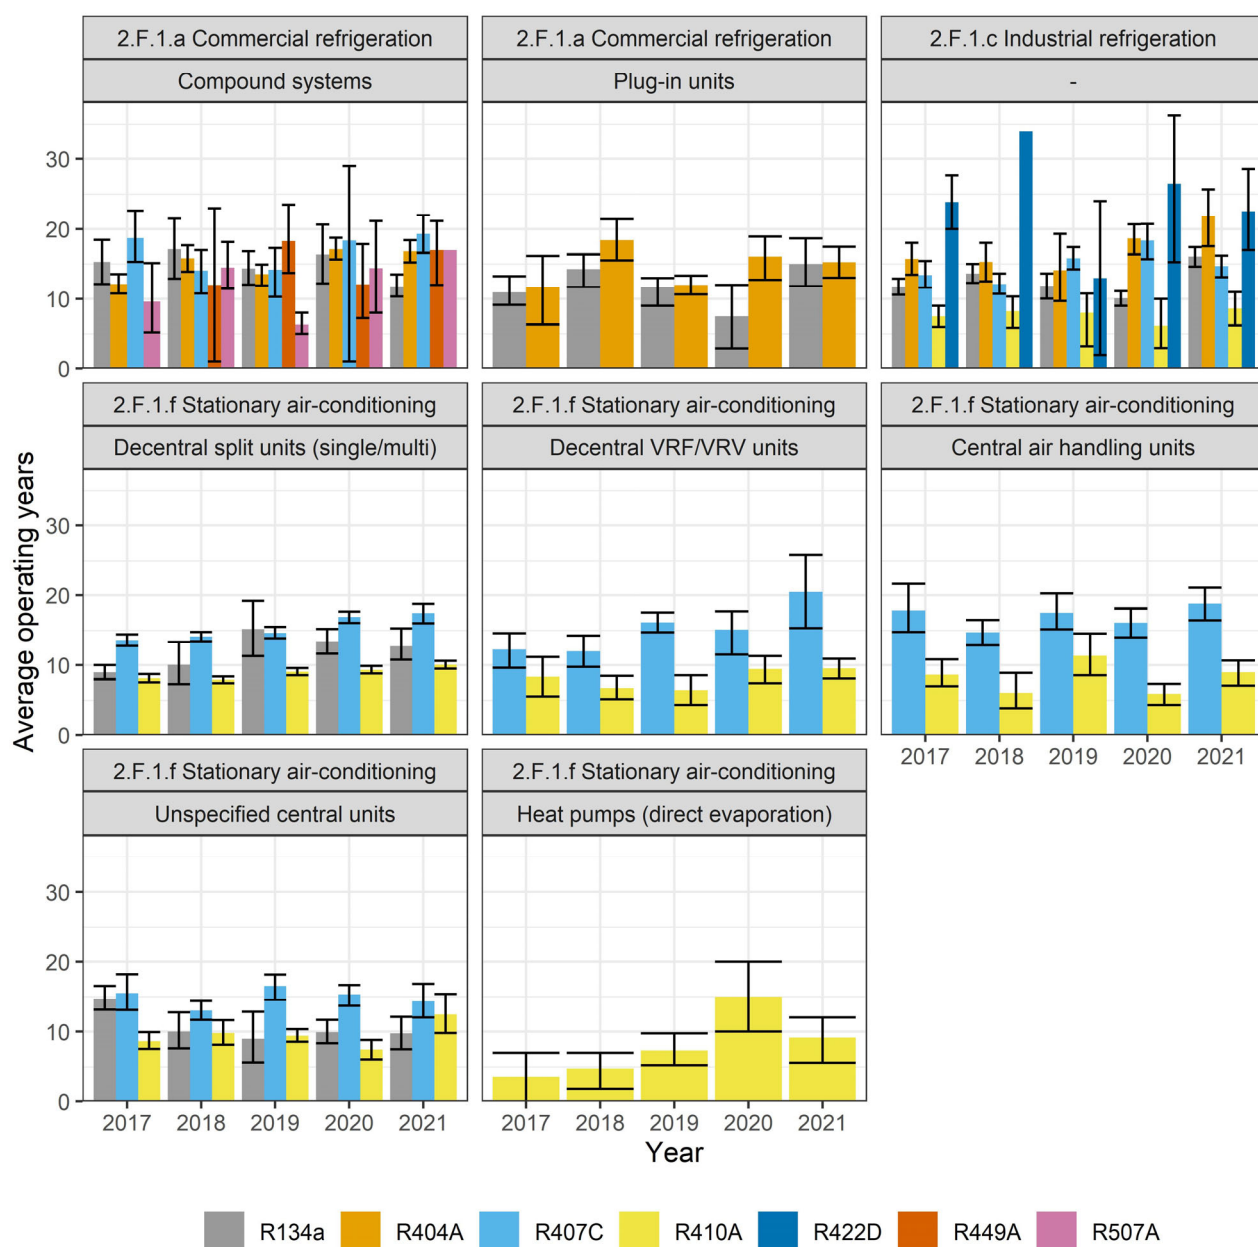 2.F.1.a Commercial refrigeration
Compound systems
2.F.1.a Commercial refrigeration
Plug-in units
2.F.1.c Industrial refrigeration
-
30
20
10
0
2.F.1.f Stationary air-conditioning
Decentral split units (single/multi)
2.F.1.f Stationary air-conditioning
Decentral VRF/VRV units
2.F.1.f Stationary air-conditioning
Central air handling units
Average operating years
30
20
10
0
2017 2018 2019 2020 2021
2.F.1.f Stationary air-conditioning
Unspecified central units
2.F.1.f Stationary air-conditioning
Heat pumps (direct evaporation)
30
20
10
0
2017 2018 2019 2020 2021
2017 2018 2019 2020 2021
Year
R134a R404A R407C R410A R422D R449A R507A